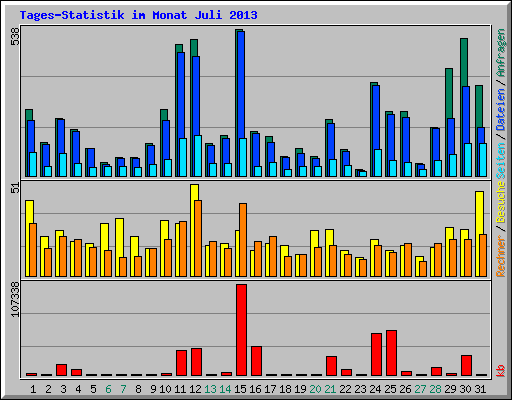 Tages-Statistik im Monat Juli 2013
538
51
107338
Rechner / Besuche Seiten / Dateien / Anfragen
kb
1 2 3 4 5 6 7 8 9 10 11 12 13 14 15 16 17 18 19 20 21 22 23 24 25 26 27 28 29 30 31